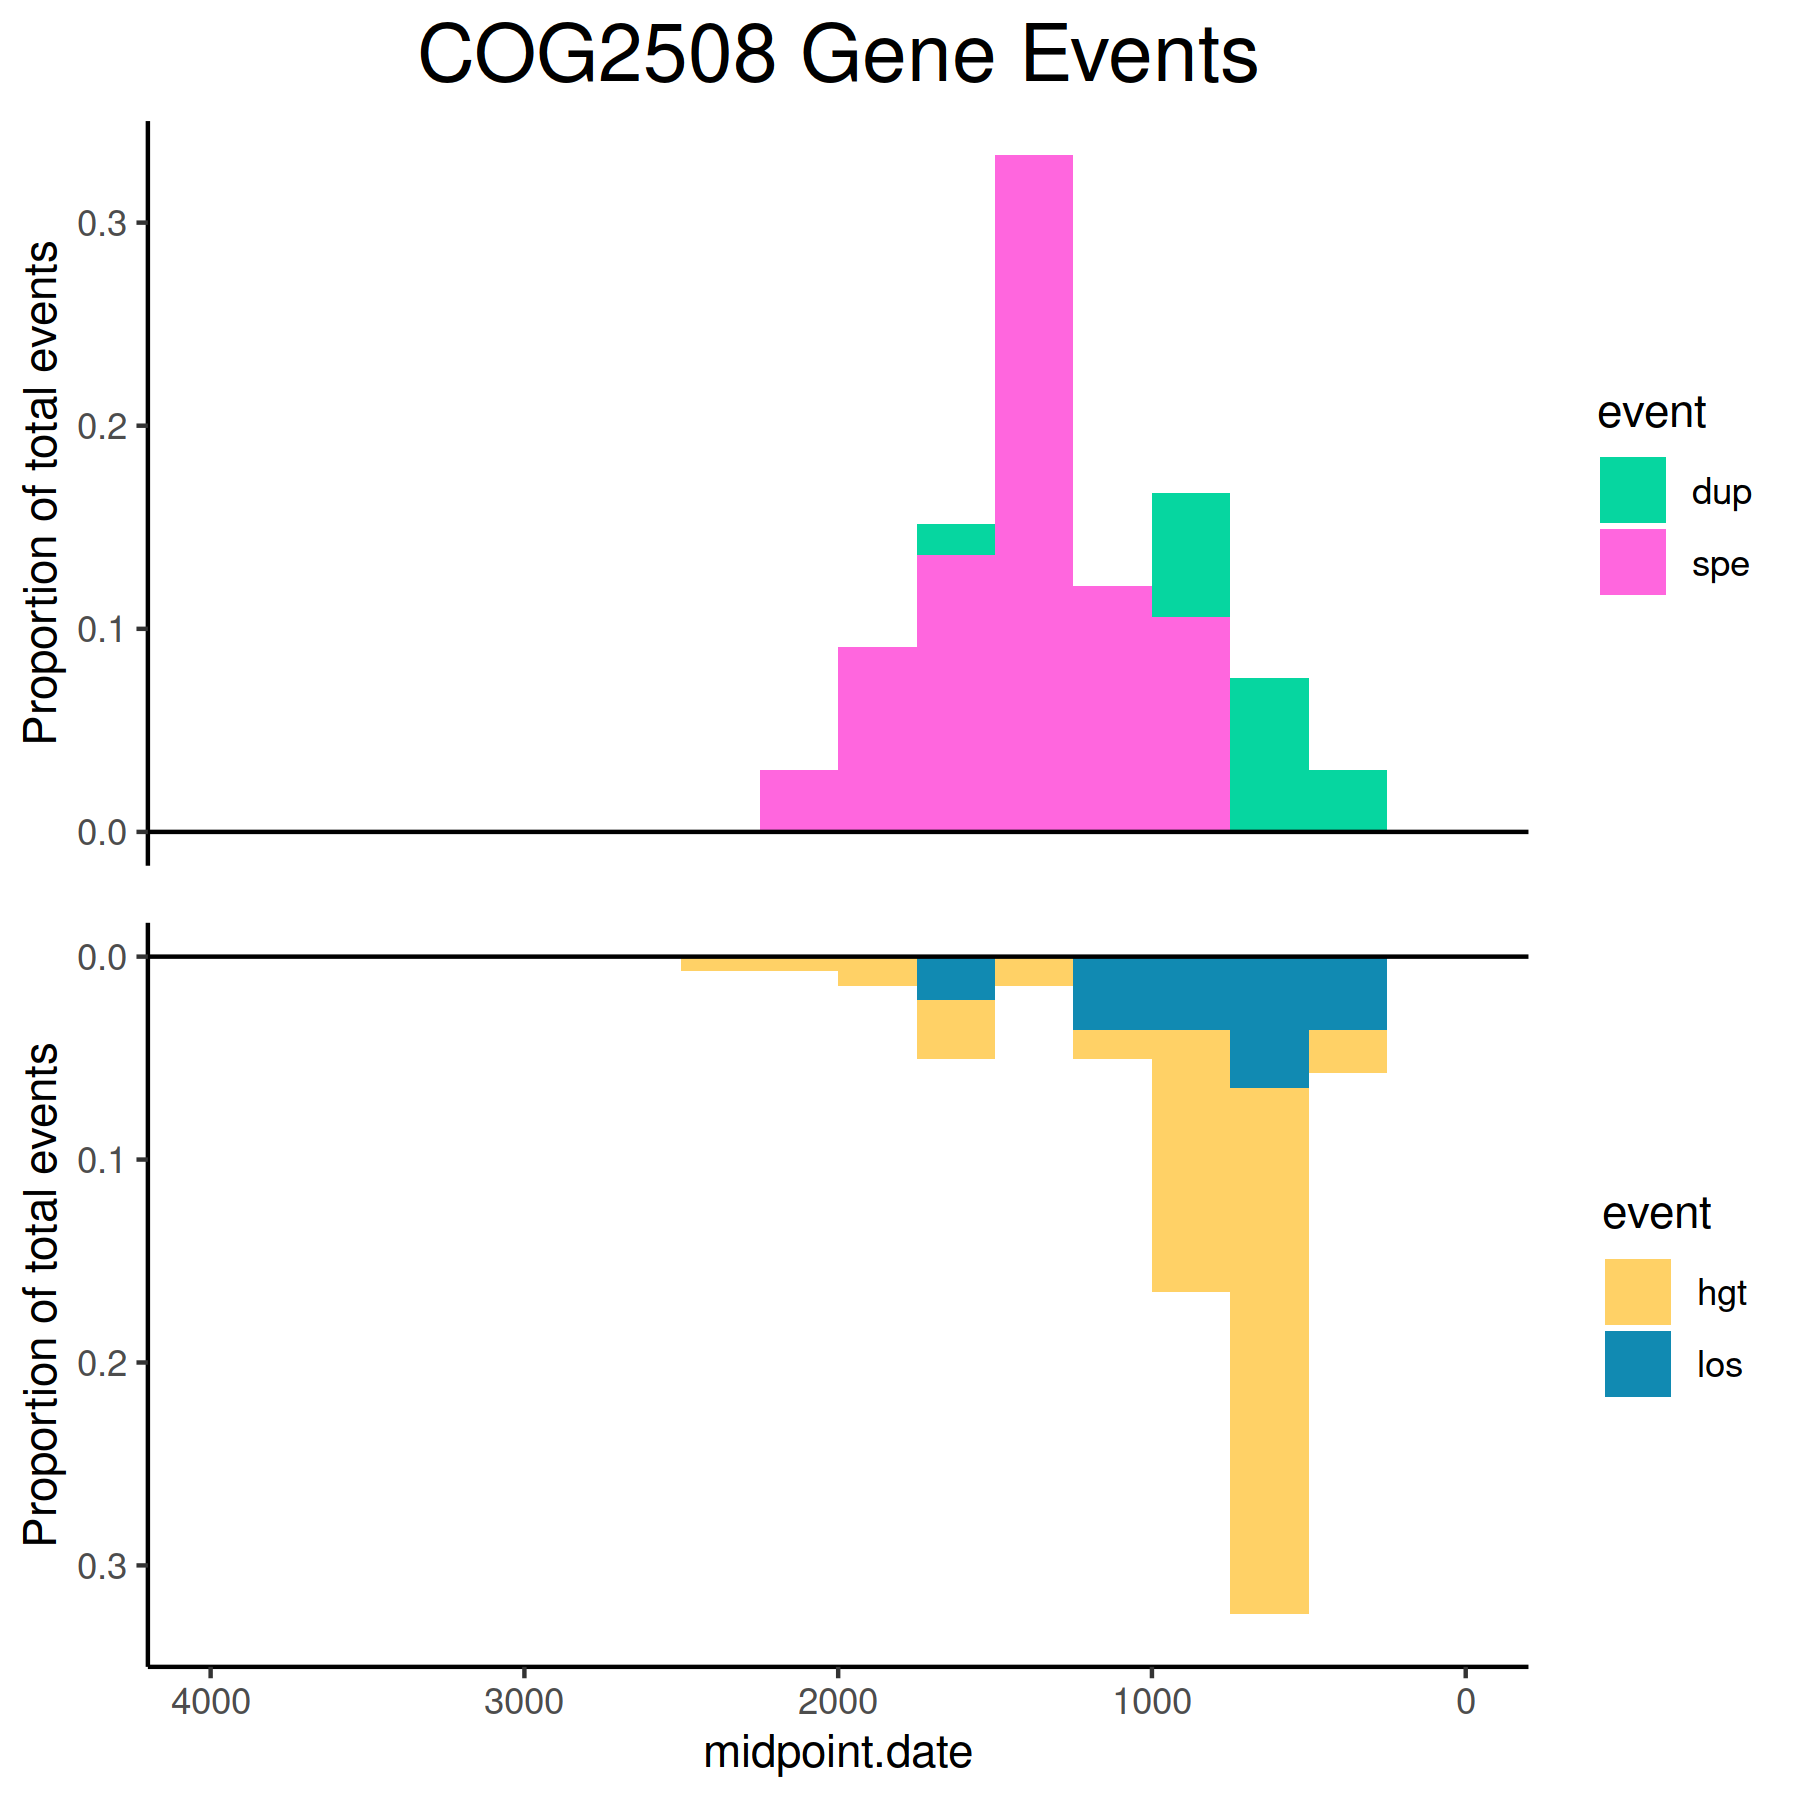 COG2508 Gene Events
Proportion of total events
0.3
0.2
0.1
0.0
event
dup
spe
Proportion of total events
0.0
0.1
0.2
0.3
event
hgt
los
4000 3000 2000 1000 0
midpoint.date